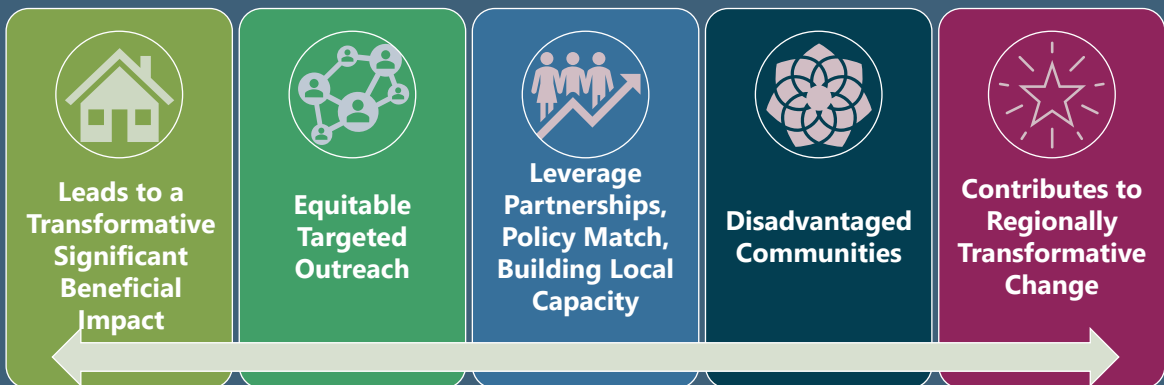 Leads to a
Transformative
Significant
Beneficial
Impact
Equitable
Targeted
Outreach
Leverage
Partnerships,
Policy Match,
Building Local
Capacity
Disadvantaged
Communities
Contributes to
Regionally
Transformative
Change